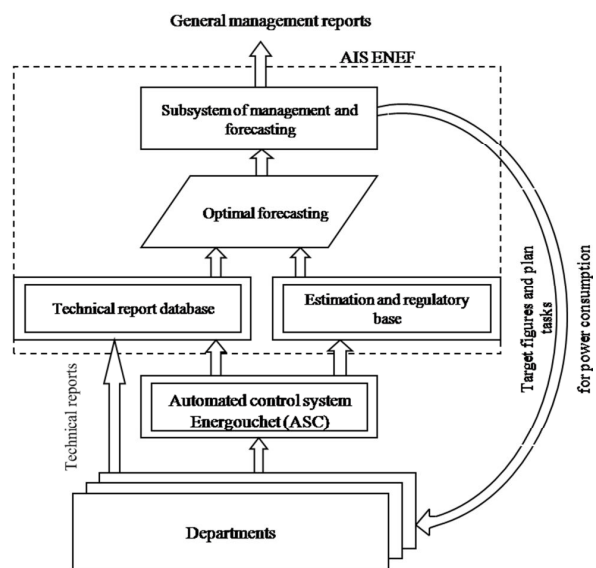 General management reports
AIS ENEF
Subsystem of management and
forecasting
Optimal forecasting
Technical report database
Estimation and regulatory
base
Target figures and plan
tasks
for power consumption
Technical reports
Automated control system
Energouchet (ASC)
Departments